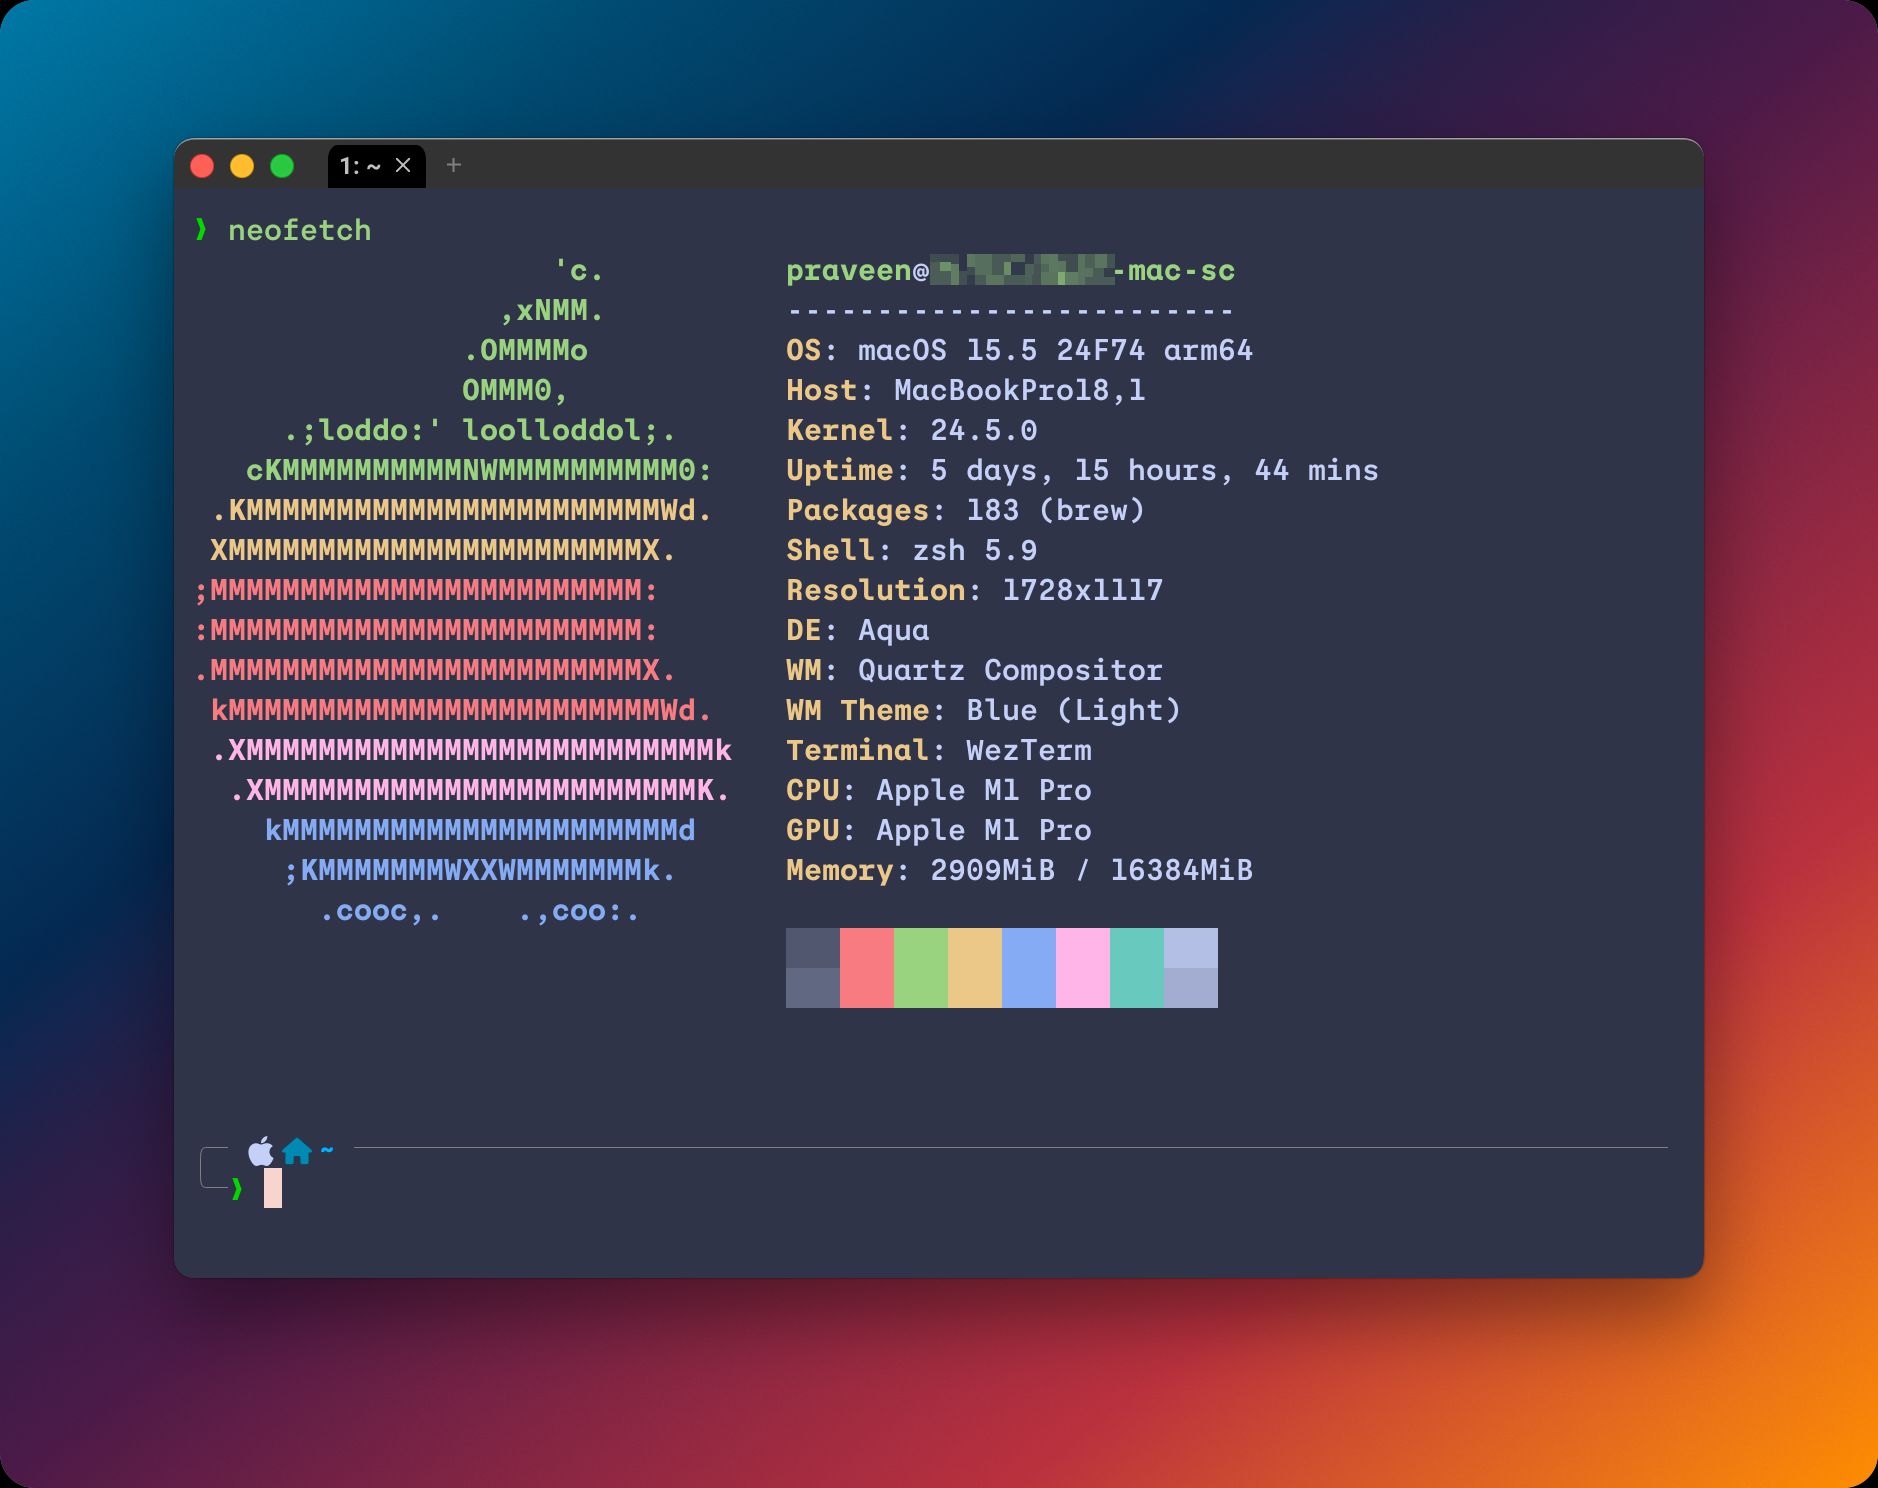 1: ~
❯ neofetch
'c.
,xNMM.
.OMMMMo
OMMM0,
.;loddo:' loolloddol;.
cKMMMMMMMMMMNWMMMMMMMMMM0:
.KMMMMMMMMMMMMMMMMMMMMMMMWd.
XMMMMMMMMMMMMMMMMMMMMMMMX.
;MMMMMMMMMMMMMMMMMMMMMMMM:
:MMMMMMMMMMMMMMMMMMMMMMMM:
.MMMMMMMMMMMMMMMMMMMMMMMMX.
kMMMMMMMMMMMMMMMMMMMMMMMMWd.
.XMMMMMMMMMMMMMMMMMMMMMMMMMMk
.XMMMMMMMMMMMMMMMMMMMMMMMMK.
kMMMMMMMMMMMMMMMMMMMMMMd
;KMMMMMMMWXXWMMMMMMMk.
.cooc,.    .,coo:.
praveen@ -mac-sc
-------------------------
OS: macOS 15.5 24F74 arm64
Host: MacBookPro18,1
Kernel: 24.5.0
Uptime: 5 days, 15 hours, 44 mins
Packages: 183 (brew)
Shell: zsh 5.9
Resolution: 1728x1117
DE: Aqua
WM: Quartz Compositor
WM Theme: Blue (Light)
Terminal: WezTerm
CPU: Apple M1 Pro
GPU: Apple M1 Pro
Memory: 2909MiB / 16384MiB
~
❯